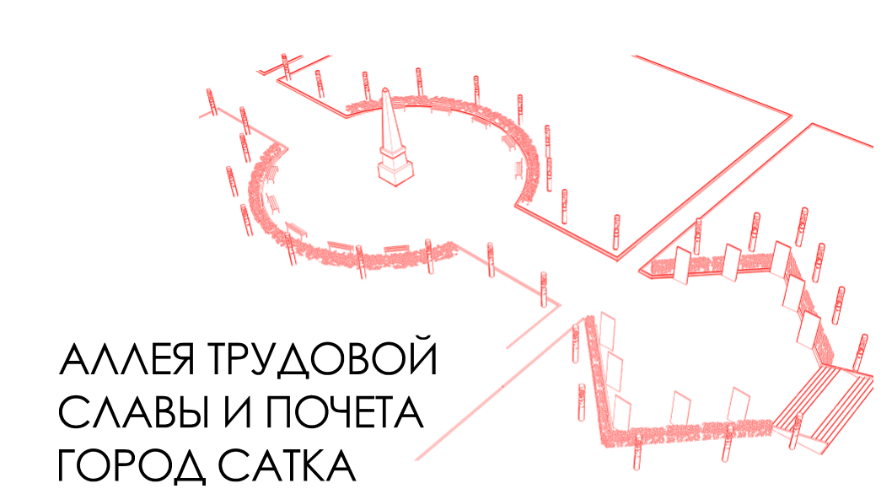 АЛЛЕЯ ТРУДОВОЙ
СЛАВЫ И ПОЧЕТА
ГОРОД САТКА